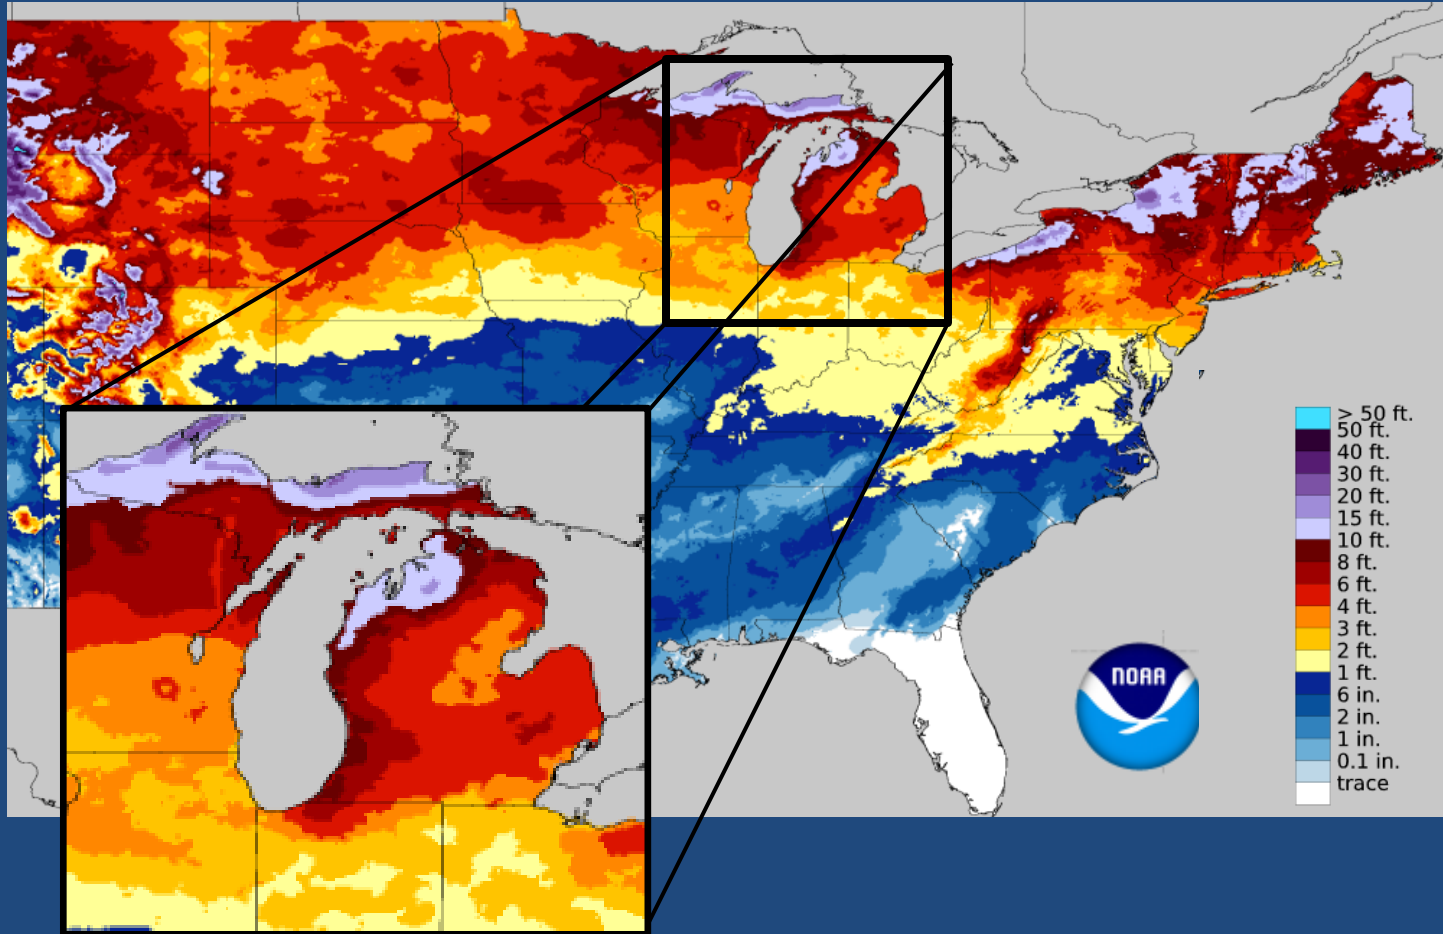 > 50 ft.
50 ft.
40 ft.
30 ft.
20 ft.
15 ft.
10 ft.
8 ft.
6 ft.
4 ft.
3 ft.
2 ft.
1 ft.
6 in.
2 in.
1 in.
0.1 in.
trace
NOAA